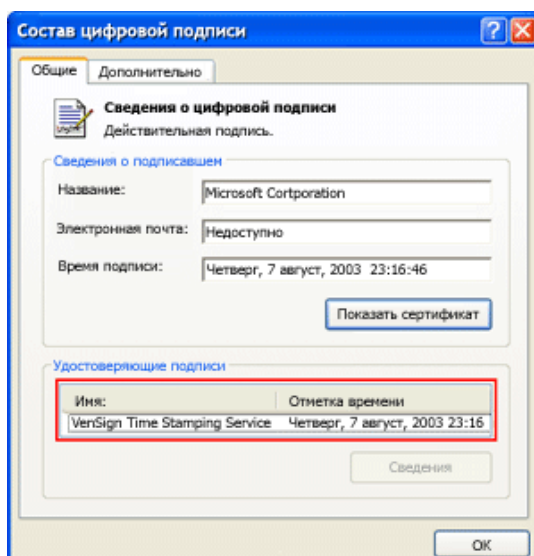 Состав цифровой подписи
Общие Дополнительно
Сведения о цифровой подписи
Действительная подпись.
Сведения о подписавшем
Название: Microsoft Cortporation
Электронная почта: Недоступно
Время подписи: Четверг, 7 август, 2003 23:16:46
Показать сертификат
Удостоверяющие подписи
Имя: Отметка времени
VenSign Time Stamping Service Четверг, 7 август, 2003 23:16
Сведения
ОК